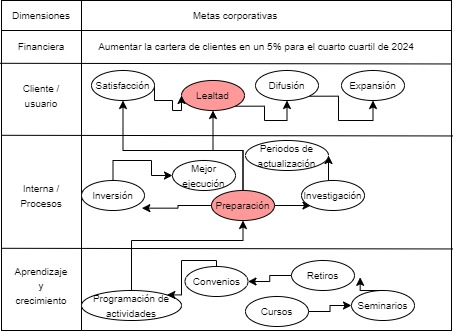 Dimensiones
Metas corporativas
Financiera
Aumentar la cartera de clientes en un 5% para el cuarto cuartil de 2024
Cliente /
usuario
Satisfacción
Lealtad
Difusión
Expansión
Interna /
Procesos
Inversión
Mejor
ejecución
Preparación
Periodos de
actualización
Investigación
Aprendizaje
y
crecimiento
Programación de
actividades
Convenios
Retiros
Cursos
Seminarios